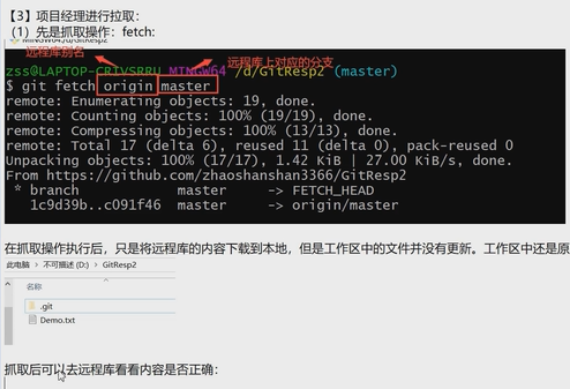 【3】项目经理进行拉取:
（1）先是抓取操作：fetch:
远程库别名
远程库上对应的分支
zss@LAPTOP-CRIVSRRU MINGW64 /d/GitResp2 (master)
$ git fetch origin master
remote: Enumerating objects: 19, done.
remote: Counting objects: 100% (19/19), done.
remote: Compressing objects: 100% (13/13), done.
remote: Total 17 (delta 6), reused 11 (delta 0), pack-reused 0
Unpacking objects: 100% (17/17), 1.42 KiB | 27.00 KiB/s, done.
From https://github.com/zhaoshanshan3366/GitResp2
 * branch            master     -> FETCH_HEAD
   1c9d39b..c091f46  master     -> origin/master
在抓取操作执行后，只是将远程库的内容下载到本地，但是工作区中的文件并没有更新。工作区中还是原
此电脑 > 不可描述 (D:) > GitResp2
名称
.git
Demo.txt
抓取后可以去远程库看看内容是否正确：